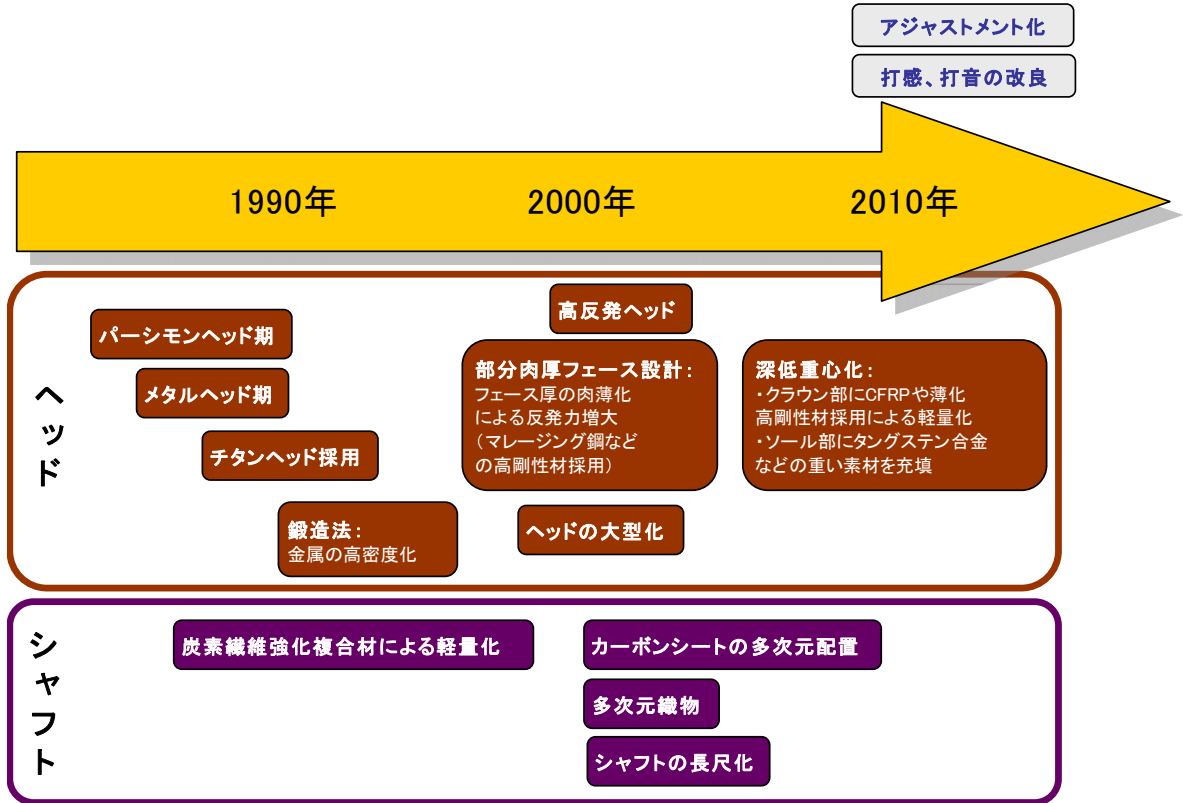 アジャストメント化
打感、打音の改良
1990年
2000年
2010年
ヘッド
パーシモンヘッド期
メタルヘッド期
チタンヘッド採用
鍛造法:
金属の高密度化
高反発ヘッド
部分肉厚フェース設計:
フェース厚の肉薄化
による反発力増大
(マレージング鋼など
の高剛性材採用)
ヘッドの大型化
深低重心化:
・クラウン部にCFRPや薄化
高剛性材採用による軽量化
・ソール部にタングステン合金
などの重い素材を充填
シャフト
炭素繊維強化複合材による軽量化
カーボンシートの多次元配置
多次元織物
シャフトの長尺化